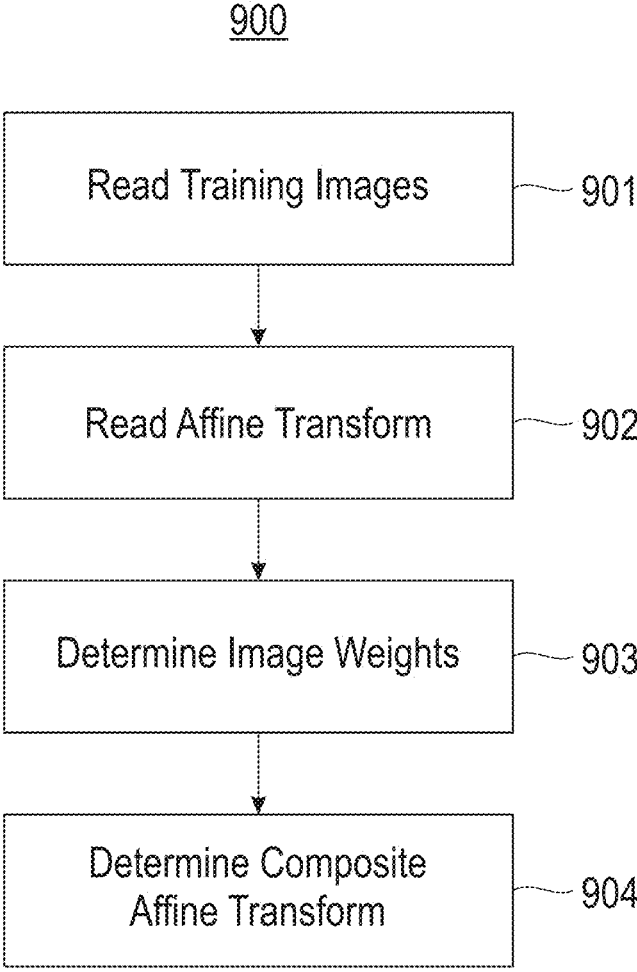 900
Read Training Images
901
Read Affine Transform
902
Determine Image Weights
903
Determine Composite
Affine Transform
904